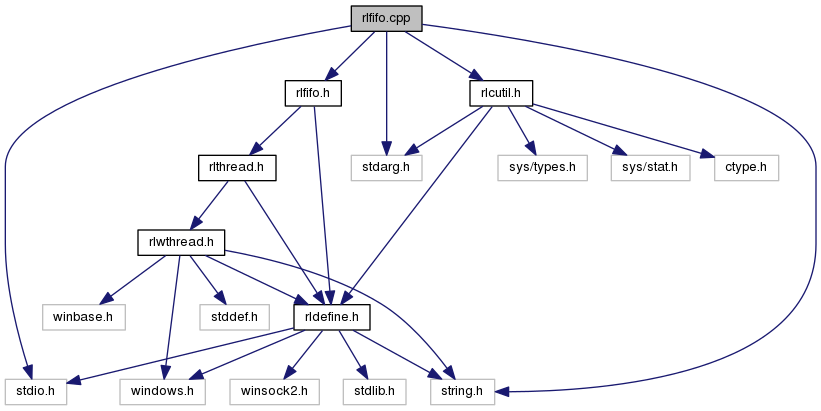 rlfifo.cpp
rlfifo.h
rlcutil.h
rlthread.h
stdarg.h
sys/types.h
sys/stat.h
ctype.h
rlwthread.h
winbase.h
stddef.h
rldefine.h
stdio.h
windows.h
winsock2.h
stdlib.h
string.h